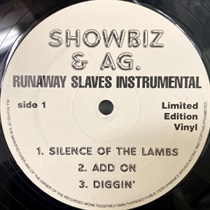 SHOWBIZ
& AG.
RUNAWAY SLAVES INSTRUMENTAL
side 1
Limited
Edition
Vinyl
1. SILENCE OF THE LAMBS
2. ADD ON
3. DIGGIN'